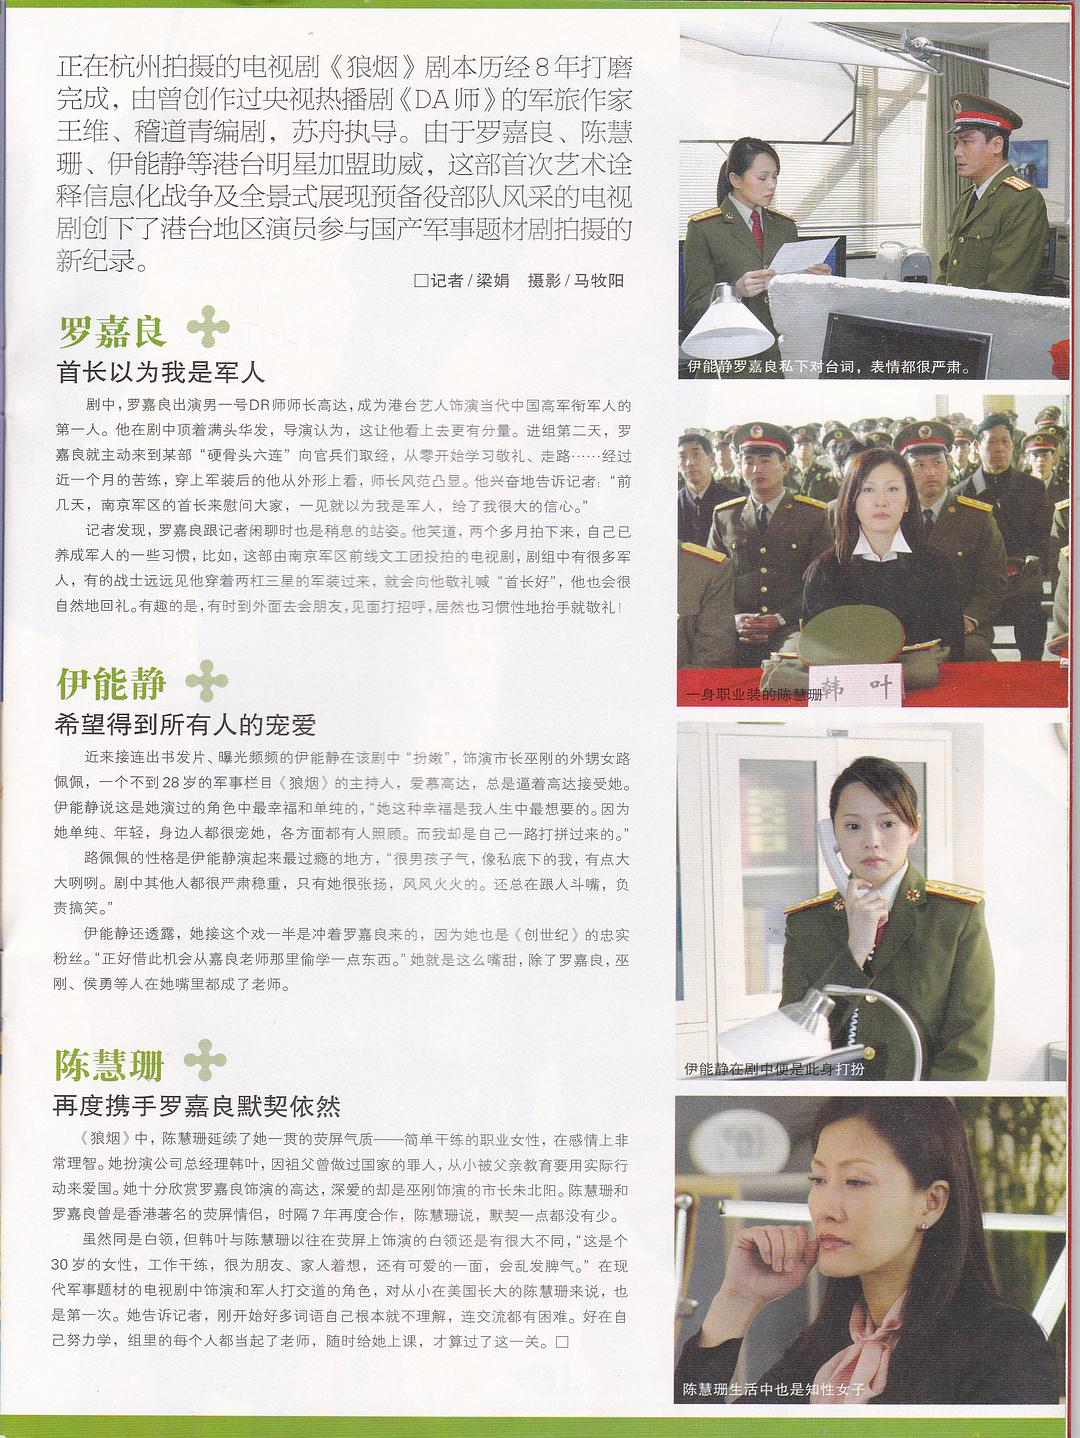 正在杭州拍摄的电视剧《狼烟》剧本历经8年打磨
完成，由曾创作过央视热播剧《DA师》的军旅作家
王维、稽道青编剧，苏舟执导。由于罗嘉良、陈慧
珊、伊能静等港台明星加盟助威，这部首次艺术诠
释信息化战争及全景式展现预备役部队风采的电视
剧创下了港台地区演员参与国产军事题材剧拍摄的
新纪录。
□记者/梁娟 摄影/马牧阳
罗嘉良
首长以为我是军人
剧中，罗嘉良出演男一号DR师师长高达，成为港台艺人饰演当代中国高军衔军人的
第一人。他在剧中顶着满头华发，导演认为，这让他看上去更有分量。进组第二天，罗
嘉良就主动来到某部“硬骨头六连”向官兵们取经，从零开始学习敬礼、走路……经过
近一个月的苦练，穿上军装后的他从外形上看，师长风范凸显。他兴奋地告诉记者：“前
几天，南京军区的首长来慰问大家，一见就以为我是军人，给了我很大的信心。”
记者发现，罗嘉良跟记者闲聊时也是稍息的站姿。他笑道，两个多月拍下来，自己已
养成军人的一些习惯，比如，这部由南京军区前线文工团投拍的电视剧，剧组中有很多军
人，有的战士远远见他穿着两杠三星的军装过来，就会向他敬礼喊“首长好”，他也会很
自然地回礼。有趣的是，有时到外面去会朋友，见面打招呼，居然也习惯性地抬手就敬礼！
伊能静
希望得到所有人的宠爱
近来接连出书发片、曝光频频的伊能静在该剧中“扮嫩”，饰演市长巫刚的外甥女路
佩佩，一个不到28岁的军事栏目《狼烟》的主持人，爱慕高达，总是逼着高达接受她。
伊能静说这是她演过的角色中最幸福和单纯的，“她这种幸福是我人生中最想要的。因为
她单纯、年轻，身边人都很宠她，各方面都有人照顾。而我却是自己一路打拼过来的。”
路佩佩的性格是伊能静演起来最过瘾的地方，“很男孩子气，像私底下的我，有点大
大咧咧。剧中其他人都很严肃稳重，只有她很张扬，风风火火的。还总在跟人斗嘴，负
责搞笑。”
伊能静还透露，她接这个戏一半是冲着罗嘉良来的，因为她也是《创世纪》的忠实
粉丝。“正好借此机会从嘉良老师那里偷学一点东西。”她就是这么嘴甜，除了罗嘉良，巫
刚、侯勇等人在她嘴里都成了老师。
陈慧珊
再度携手罗嘉良默契依然
《狼烟》中，陈慧珊延续了她一贯的荧屏气质——简单干练的职业女性，在感情上非
常理智。她扮演公司总经理韩叶，因祖父曾做过国家的罪人，从小被父亲教育要用实际行
动来爱国。她十分欣赏罗嘉良饰演的高达，深爱的却是巫刚饰演的市长朱北阳。陈慧珊和
罗嘉良曾是香港著名的荧屏情侣，时隔7年再度合作，陈慧珊说，默契一点都没有少。
虽然同是白领，但韩叶与陈慧珊以往在荧屏上饰演的白领还是有很大不同，“这是个
30岁的女性，工作干练，很为朋友、家人着想，还有可爱的一面，会乱发脾气。”在现
代军事题材的电视剧中饰演和军人打交道的角色，对从小在美国长大的陈慧珊来说，也
是第一次。她告诉记者，刚开始好多词语自己根本就不理解，连交流都有困难。好在自
己努力学，组里的每个人都当起了老师，随时给她上课，才算过了这一关。□
伊能静罗嘉良私下对台词，表情都很严肃。
韩 叶
一身职业装的陈慧珊
伊能静在剧中便是此身打扮
陈慧珊生活中也是知性女子